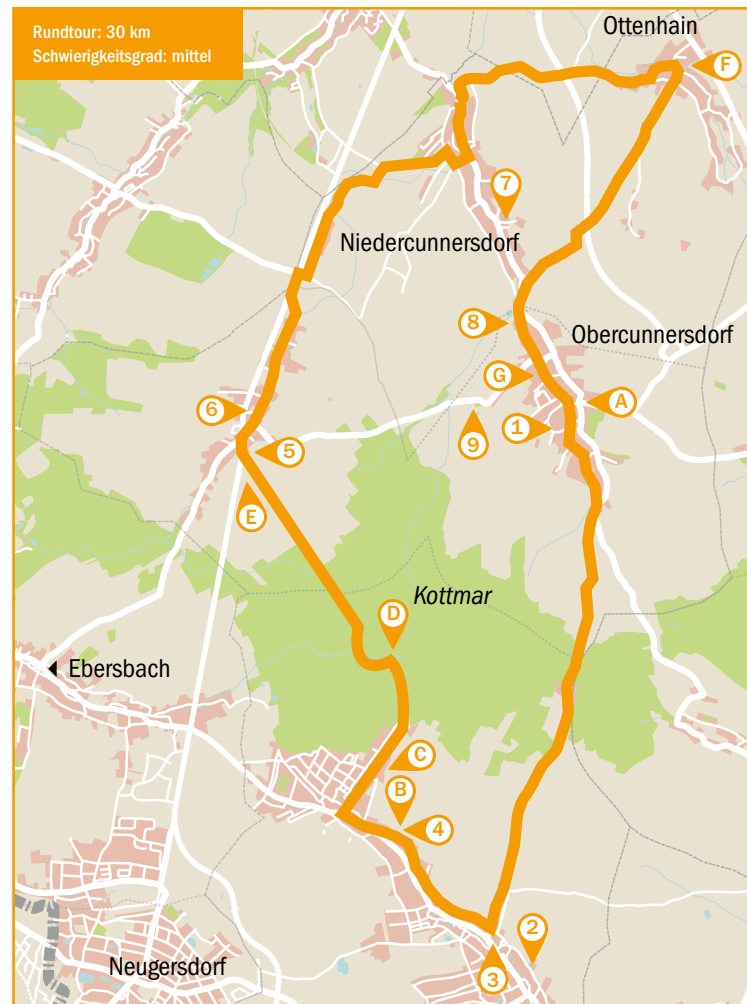 Rundtour: 30 km
Schwierigkeitsgrad: mittel
Ottenhain
F
7
Niedercunnersdorf
8
Obercunnersdorf
G
A
6
1
9
5
E
Kottmar
D
Ebersbach
C
B
4
2
Neugersdorf
3